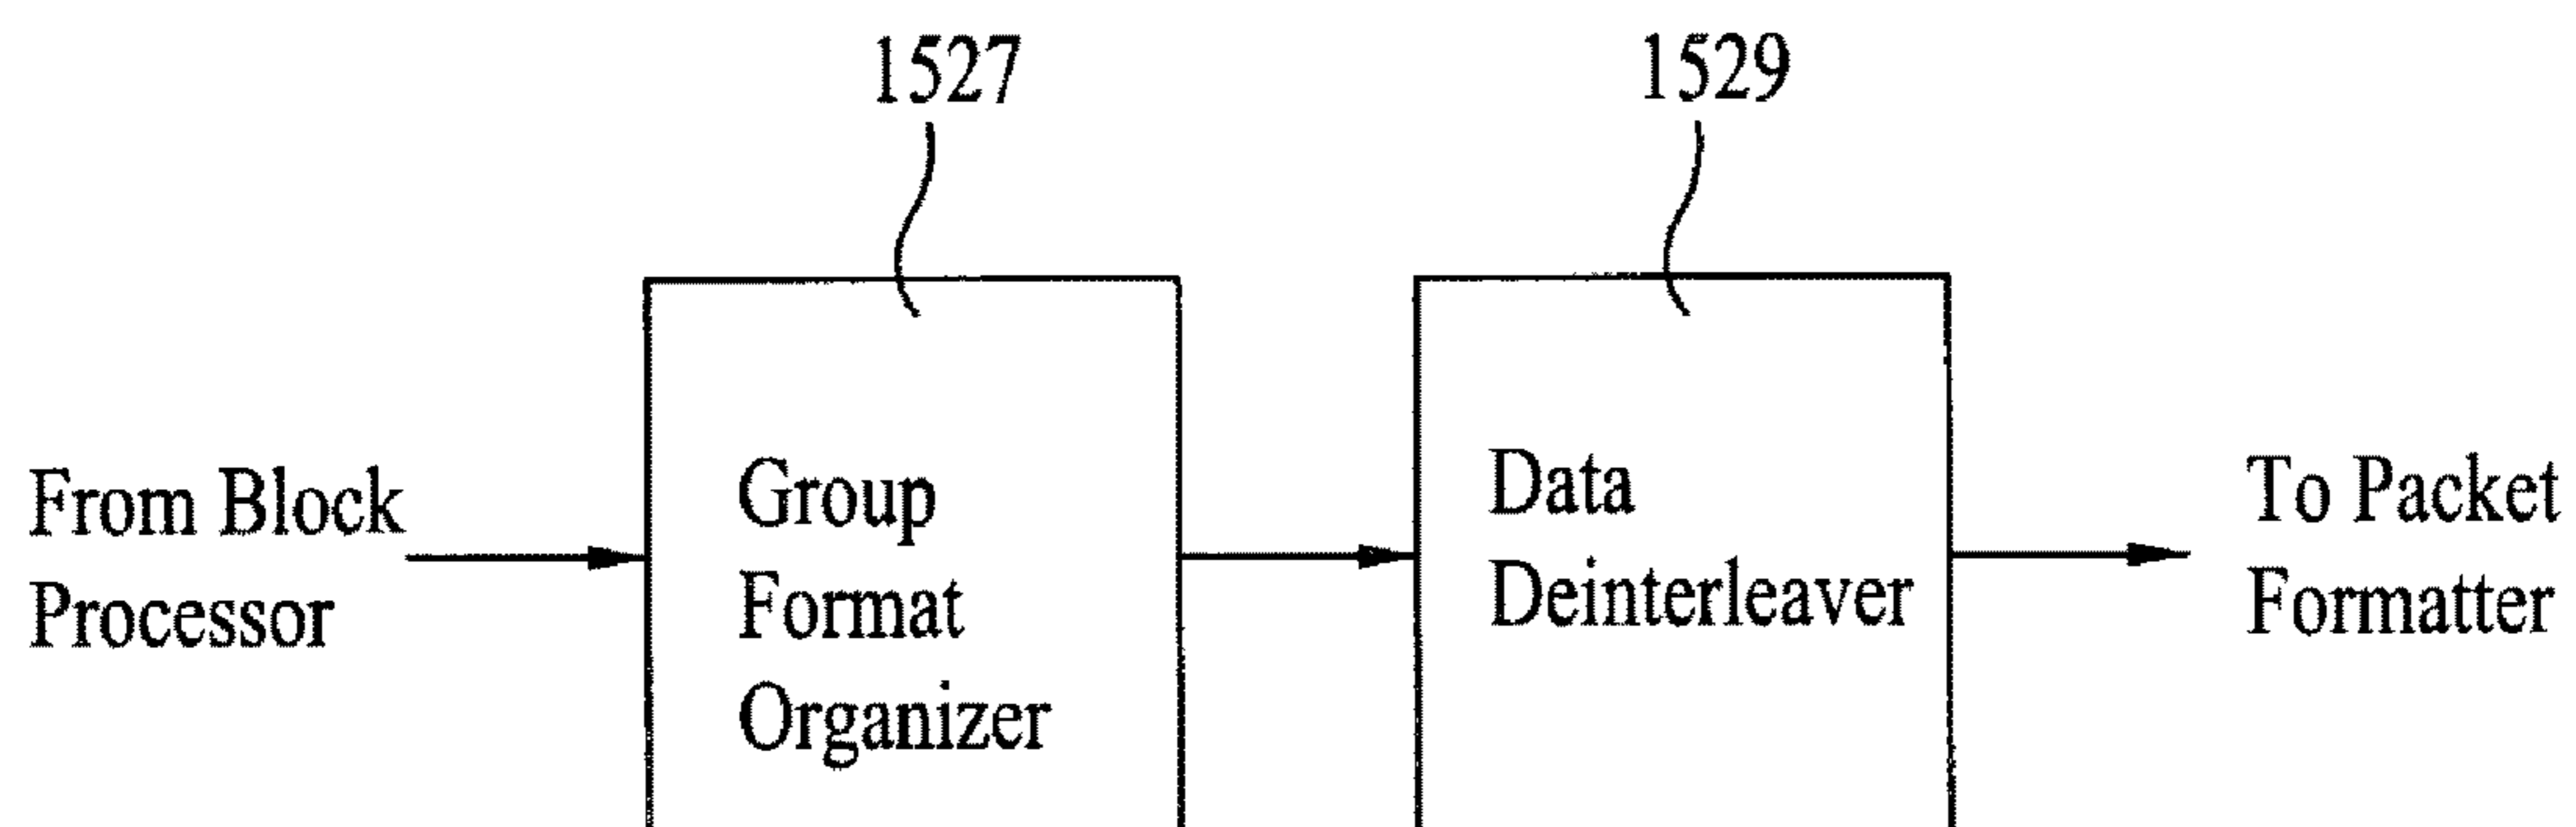 1527
1529
From Block
Processor
Group
Format
Organizer
Data
Deinterleaver
To Packet
Formatter